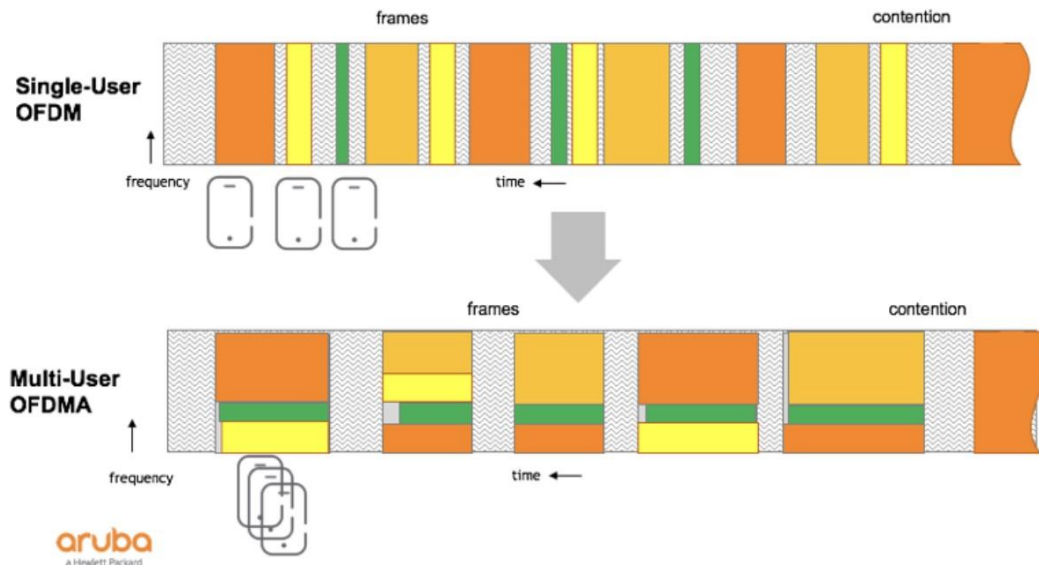 frames contention
Single-User
OFDM
frequency
time
frames contention
Multi-User
OFDMA
frequency
time
aruba
a Hewlett Packard